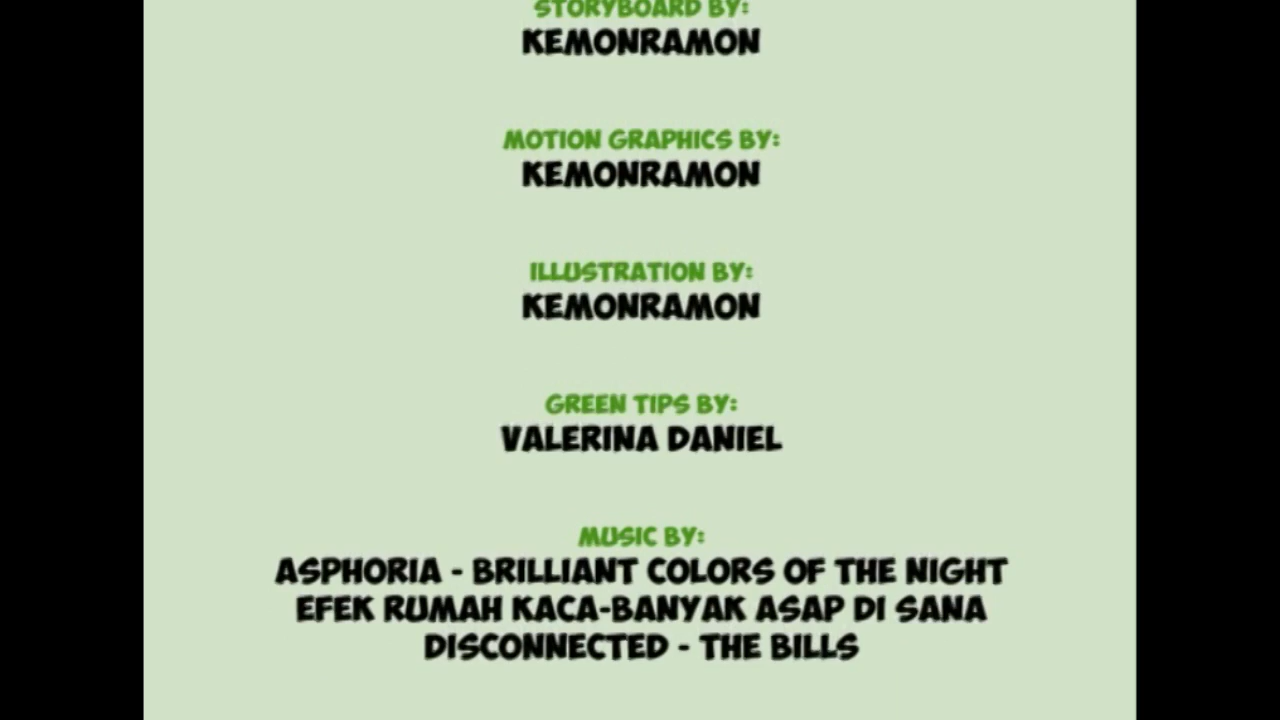 STORYBOARD BY:
KEMONRAMON
MOTION GRAPHICS BY:
KEMONRAMON
ILLUSTRATION BY:
KEMONRAMON
GREEN TIPS BY:
VALERINA DANIEL
MUSIC BY:
ASPHORIA - BRILLIANT COLORS OF THE NIGHT
EFEK RUMAH KACA-BANYAK ASAP DI SANA
DISCONNECTED - THE BILLS